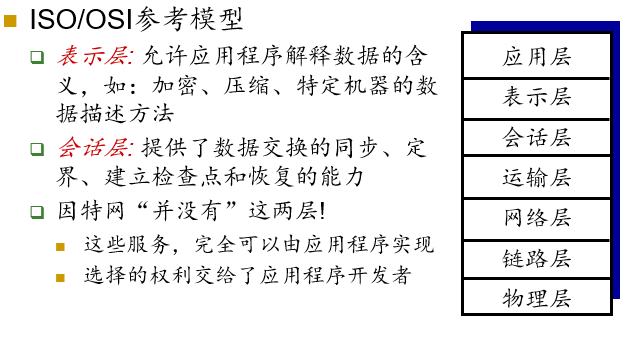 ISO/OSI参考模型
表示层: 允许应用程序解释数据的含
义，如：加密、压缩、特定机器的数
据描述方法
会话层: 提供了数据交换的同步、定
界、建立检查点和恢复的能力
因特网“并没有”这两层!
这些服务，完全可以由应用程序实现
选择的权利交给了应用程序开发者
应用层
表示层
会话层
运输层
网络层
链路层
物理层